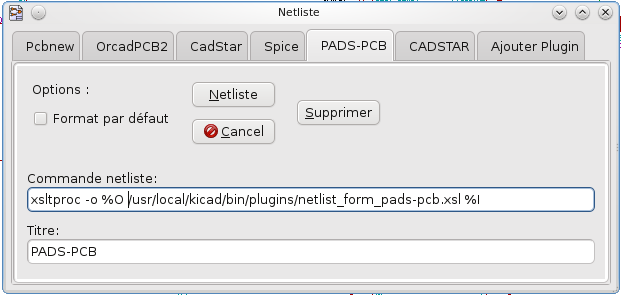 Netliste
Pcbnew OrcadPCB2 CadStar Spice PADS-PCB CADSTAR Ajouter Plugin
Options :
Netliste
Format par défaut
Supprimer
Cancel
Commande netliste:
xsltproc -o %O /usr/local/kicad/bin/plugins/netlist_form_pads-pcb.xsl %I
Titre:
PADS-PCB